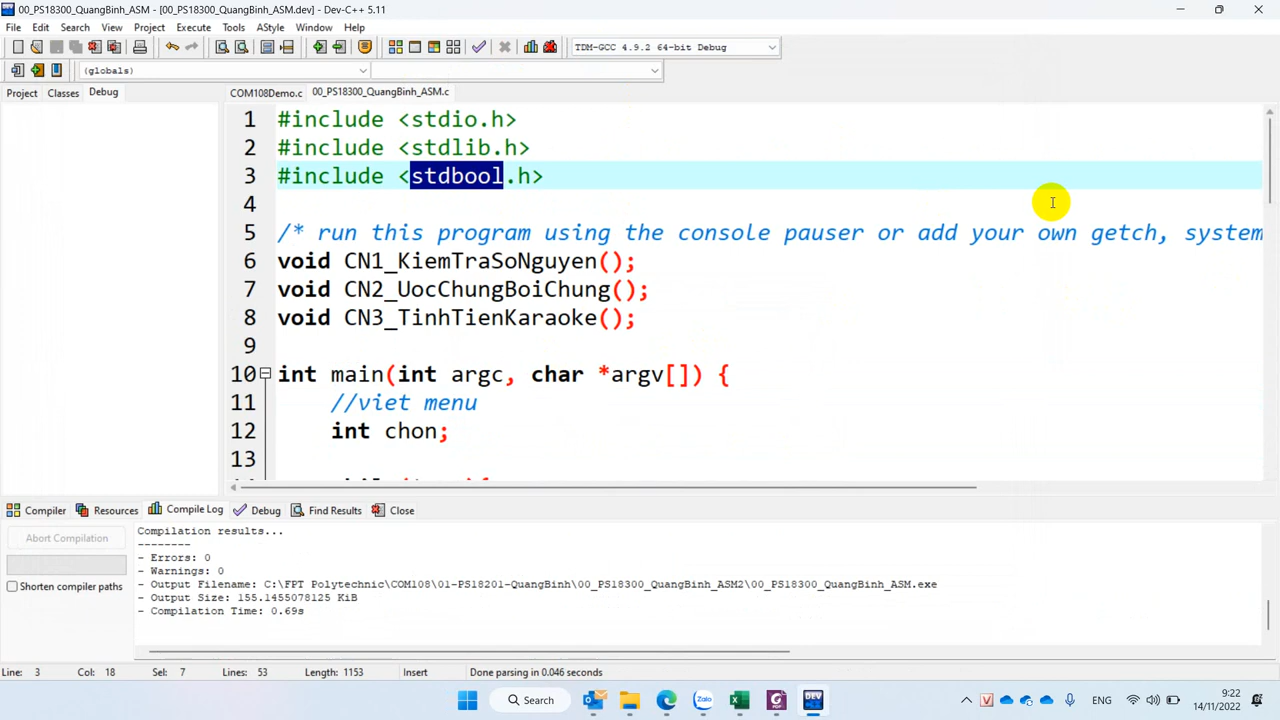 00_PS18300_QuangBinh_ASM - [00_PS18300_QuangBinh_ASM.dev] - Dev-C++ 5.11
File Edit Search View Project Execute Tools AStyle Window Help
TDM-GCC 4.9.2 64-bit Debug
(globals)
Project Classes Debug
COM108Demo.c 00_PS18300_QuangBinh_ASM.c
1 #include <stdio.h>
2 #include <stdlib.h>
3 #include <stdbool.h>
4
5 /* run this program using the console pauser or add your own getch, system
6 void CN1_KiemTraSoNguyen();
7 void CN2_UocChungBoiChung();
8 void CN3_TinhTienKaraoke();
9
10 int main(int argc, char *argv[]) {
11 //viet menu
12 int chon;
13
Compiler Resources Compile Log Debug Find Results Close
Abort Compilation
Shorten compiler paths
Compilation results...
--------
- Errors: 0
- Warnings: 0
- Output Filename: C:\FPT Polytechnic\COM108\01-PS18201-QuangBinh\00_PS18300_QuangBinh_ASM2\00_PS18300_QuangBinh_ASM.exe
- Output Size: 155.1455078125 KiB
- Compilation Time: 0.69s
Line: 3 Col: 18 Sel: 7 Lines: 53 Length: 1153 Insert Done parsing in 0.046 seconds
Search
Zalo
DEV
ENG
9:22
14/11/2022